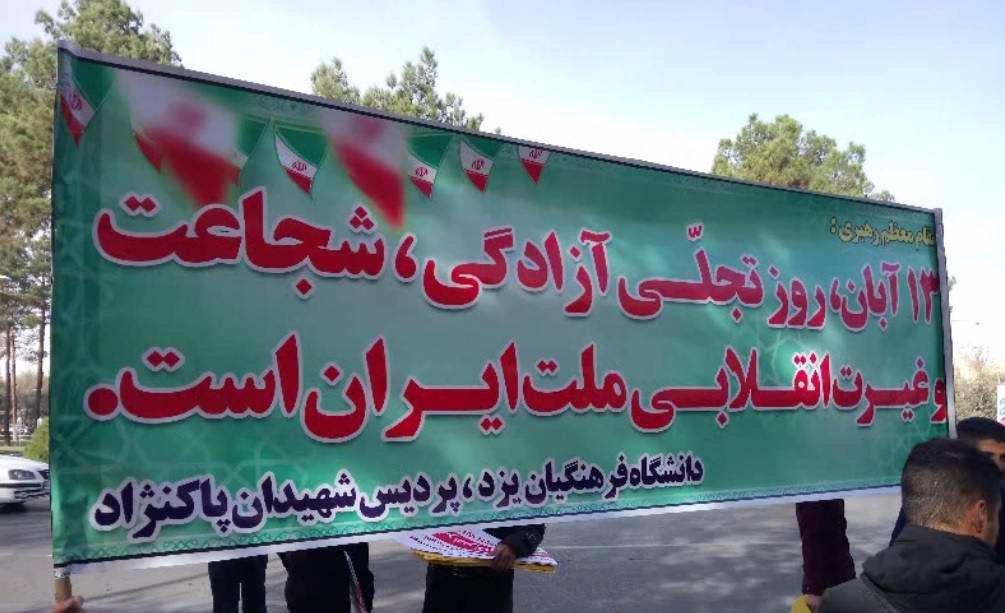 مقام معظم رهبری :
۱۳ آبان، روز تجلّی آزادگی، شجاعت
و غیرت انقلابی ملت ایران است.
دانشگاه فرهنگیان یزد، پردیس شهیدان پاکنژاد